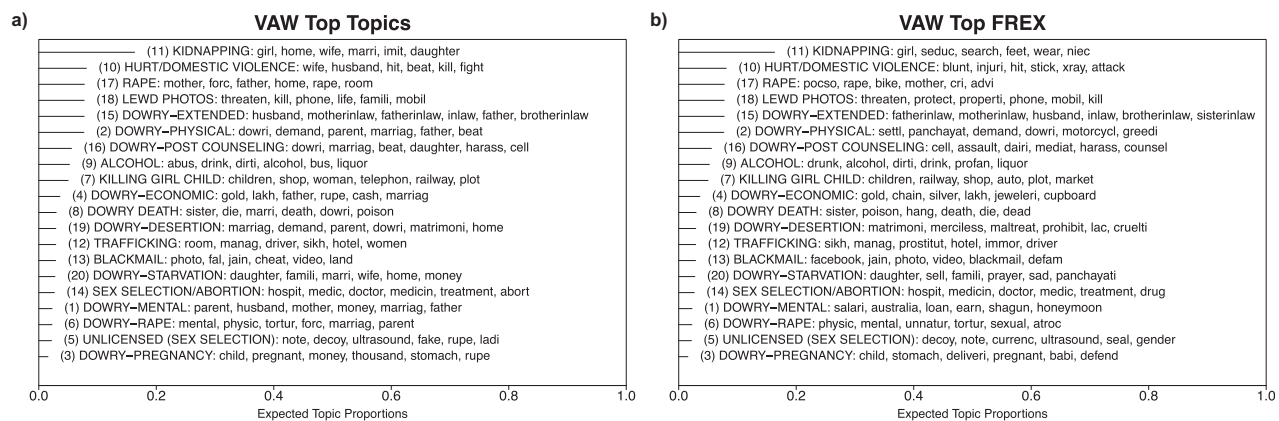 a)
VAW Top Topics
(11) KIDNAPPING: girl, home, wife, marri, imit, daughter
(10) HURT/DOMESTIC VIOLENCE: wife, husband, hit, beat, kill, fight
(17) RAPE: mother, forc, father, home, rape, room
(18) LEWD PHOTOS: threaten, kill, phone, life, famili, mobil
(15) DOWRY−EXTENDED: husband, motherinlaw, fatherinlaw, inlaw, father, brotherinlaw
(2) DOWRY−PHYSICAL: dowri, demand, parent, marriag, father, beat
(16) DOWRY−POST COUNSELING: dowri, marriag, beat, daughter, harass, cell
(9) ALCOHOL: abus, drink, dirti, alcohol, bus, liquor
(7) KILLING GIRL CHILD: children, shop, woman, telephon, railway, plot
(4) DOWRY−ECONOMIC: gold, lakh, father, rupe, cash, marriag
(8) DOWRY DEATH: sister, die, marri, death, dowri, poison
(19) DOWRY−DESERTION: marriag, demand, parent, dowri, matrimoni, home
(12) TRAFFICKING: room, manag, driver, sikh, hotel, women
(13) BLACKMAIL: photo, fal, jain, cheat, video, land
(20) DOWRY−STARVATION: daughter, famili, marri, wife, home, money
(14) SEX SELECTION/ABORTION: hospit, medic, doctor, medicin, treatment, abort
(1) DOWRY−MENTAL: parent, husband, mother, money, marriag, father
(6) DOWRY−RAPE: mental, physic, tortur, forc, marriag, parent
(5) UNLICENSED (SEX SELECTION): note, decoy, ultrasound, fake, rupe, ladi
(3) DOWRY−PREGNANCY: child, pregnant, money, thousand, stomach, rupe
0.0 0.2 0.4 0.6 0.8 1.0
Expected Topic Proportions
b)
VAW Top FREX
(11) KIDNAPPING: girl, seduc, search, feet, wear, niec
(10) HURT/DOMESTIC VIOLENCE: blunt, injuri, hit, stick, xray, attack
(17) RAPE: pocso, rape, bike, mother, cri, advi
(18) LEWD PHOTOS: threaten, protect, properti, phone, mobil, kill
(15) DOWRY−EXTENDED: fatherinlaw, motherinlaw, husband, inlaw, brotherinlaw, sisterinlaw
(2) DOWRY−PHYSICAL: settl, panchayat, demand, dowri, motorcycl, greedi
(16) DOWRY−POST COUNSELING: cell, assault, dairi, mediat, harass, counsel
(9) ALCOHOL: drunk, alcohol, dirti, drink, profan, liquor
(7) KILLING GIRL CHILD: children, railway, shop, auto, plot, market
(4) DOWRY−ECONOMIC: gold, chain, silver, lakh, jeweleri, cupboard
(8) DOWRY DEATH: sister, poison, hang, death, die, dead
(19) DOWRY−DESERTION: matrimoni, merciless, maltreat, prohibit, lac, cruelti
(12) TRAFFICKING: sikh, manag, prostitut, hotel, immor, driver
(13) BLACKMAIL: facebook, jain, photo, video, blackmail, defam
(20) DOWRY−STARVATION: daughter, sell, famili, prayer, sad, panchayati
(14) SEX SELECTION/ABORTION: hospit, medicin, doctor, medic, treatment, drug
(1) DOWRY−MENTAL: salari, australia, loan, earn, shagun, honeymoon
(6) DOWRY−RAPE: physic, mental, unnatur, tortur, sexual, atroc
(5) UNLICENSED (SEX SELECTION): decoy, note, currenc, ultrasound, seal, gender
(3) DOWRY−PREGNANCY: child, stomach, deliveri, pregnant, babi, defend
0.0 0.2 0.4 0.6 0.8 1.0
Expected Topic Proportions